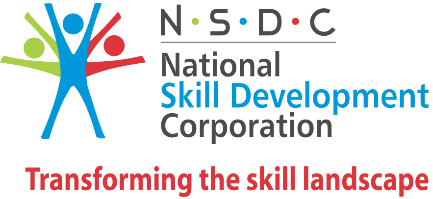 N·S·D·C
National
Skill Development
Corporation
Transforming the skill landscape